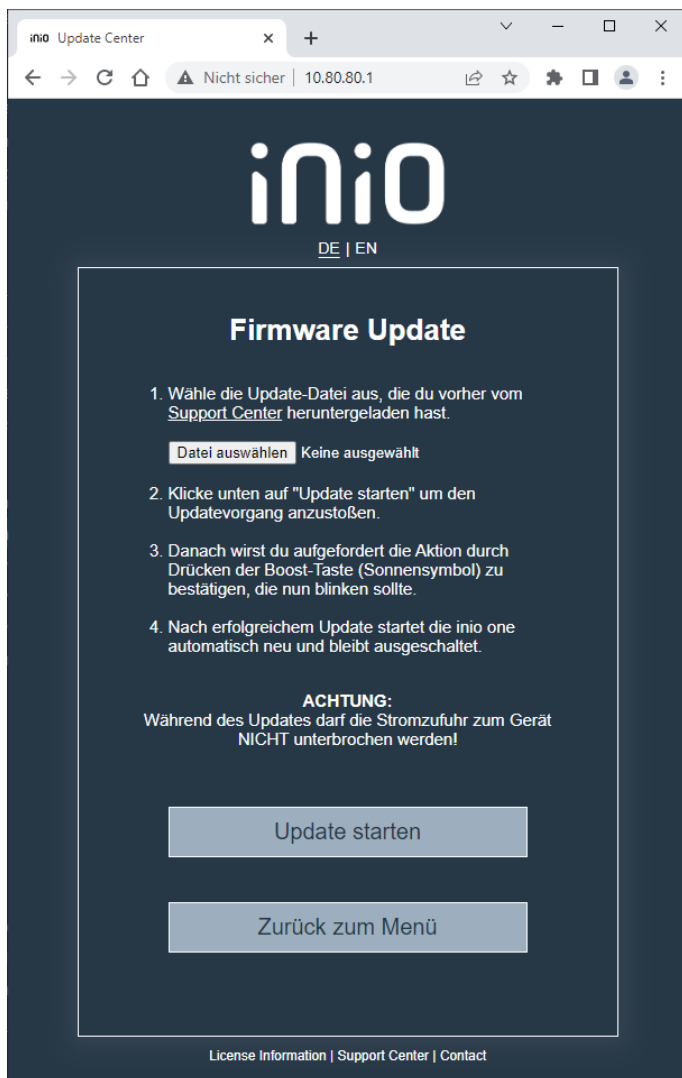 inio Update Center
Nicht sicher | 10.80.80.1
iniO
DE | EN
Firmware Update
1. Wähle die Update-Datei aus, die du vorher vom
Support Center heruntergeladen hast.
Datei auswählen Keine ausgewählt
2. Klicke unten auf "Update starten" um den
Updatevorgang anzustoßen.
3. Danach wirst du aufgefordert die Aktion durch
Drücken der Boost-Taste (Sonnensymbol) zu
bestätigen, die nun blinken sollte.
4. Nach erfolgreichem Update startet die inio one
automatisch neu und bleibt ausgeschaltet.
ACHTUNG:
Während des Updates darf die Stromzufuhr zum Gerät
NICHT unterbrochen werden!
Update starten
Zurück zum Menü
License Information | Support Center | Contact